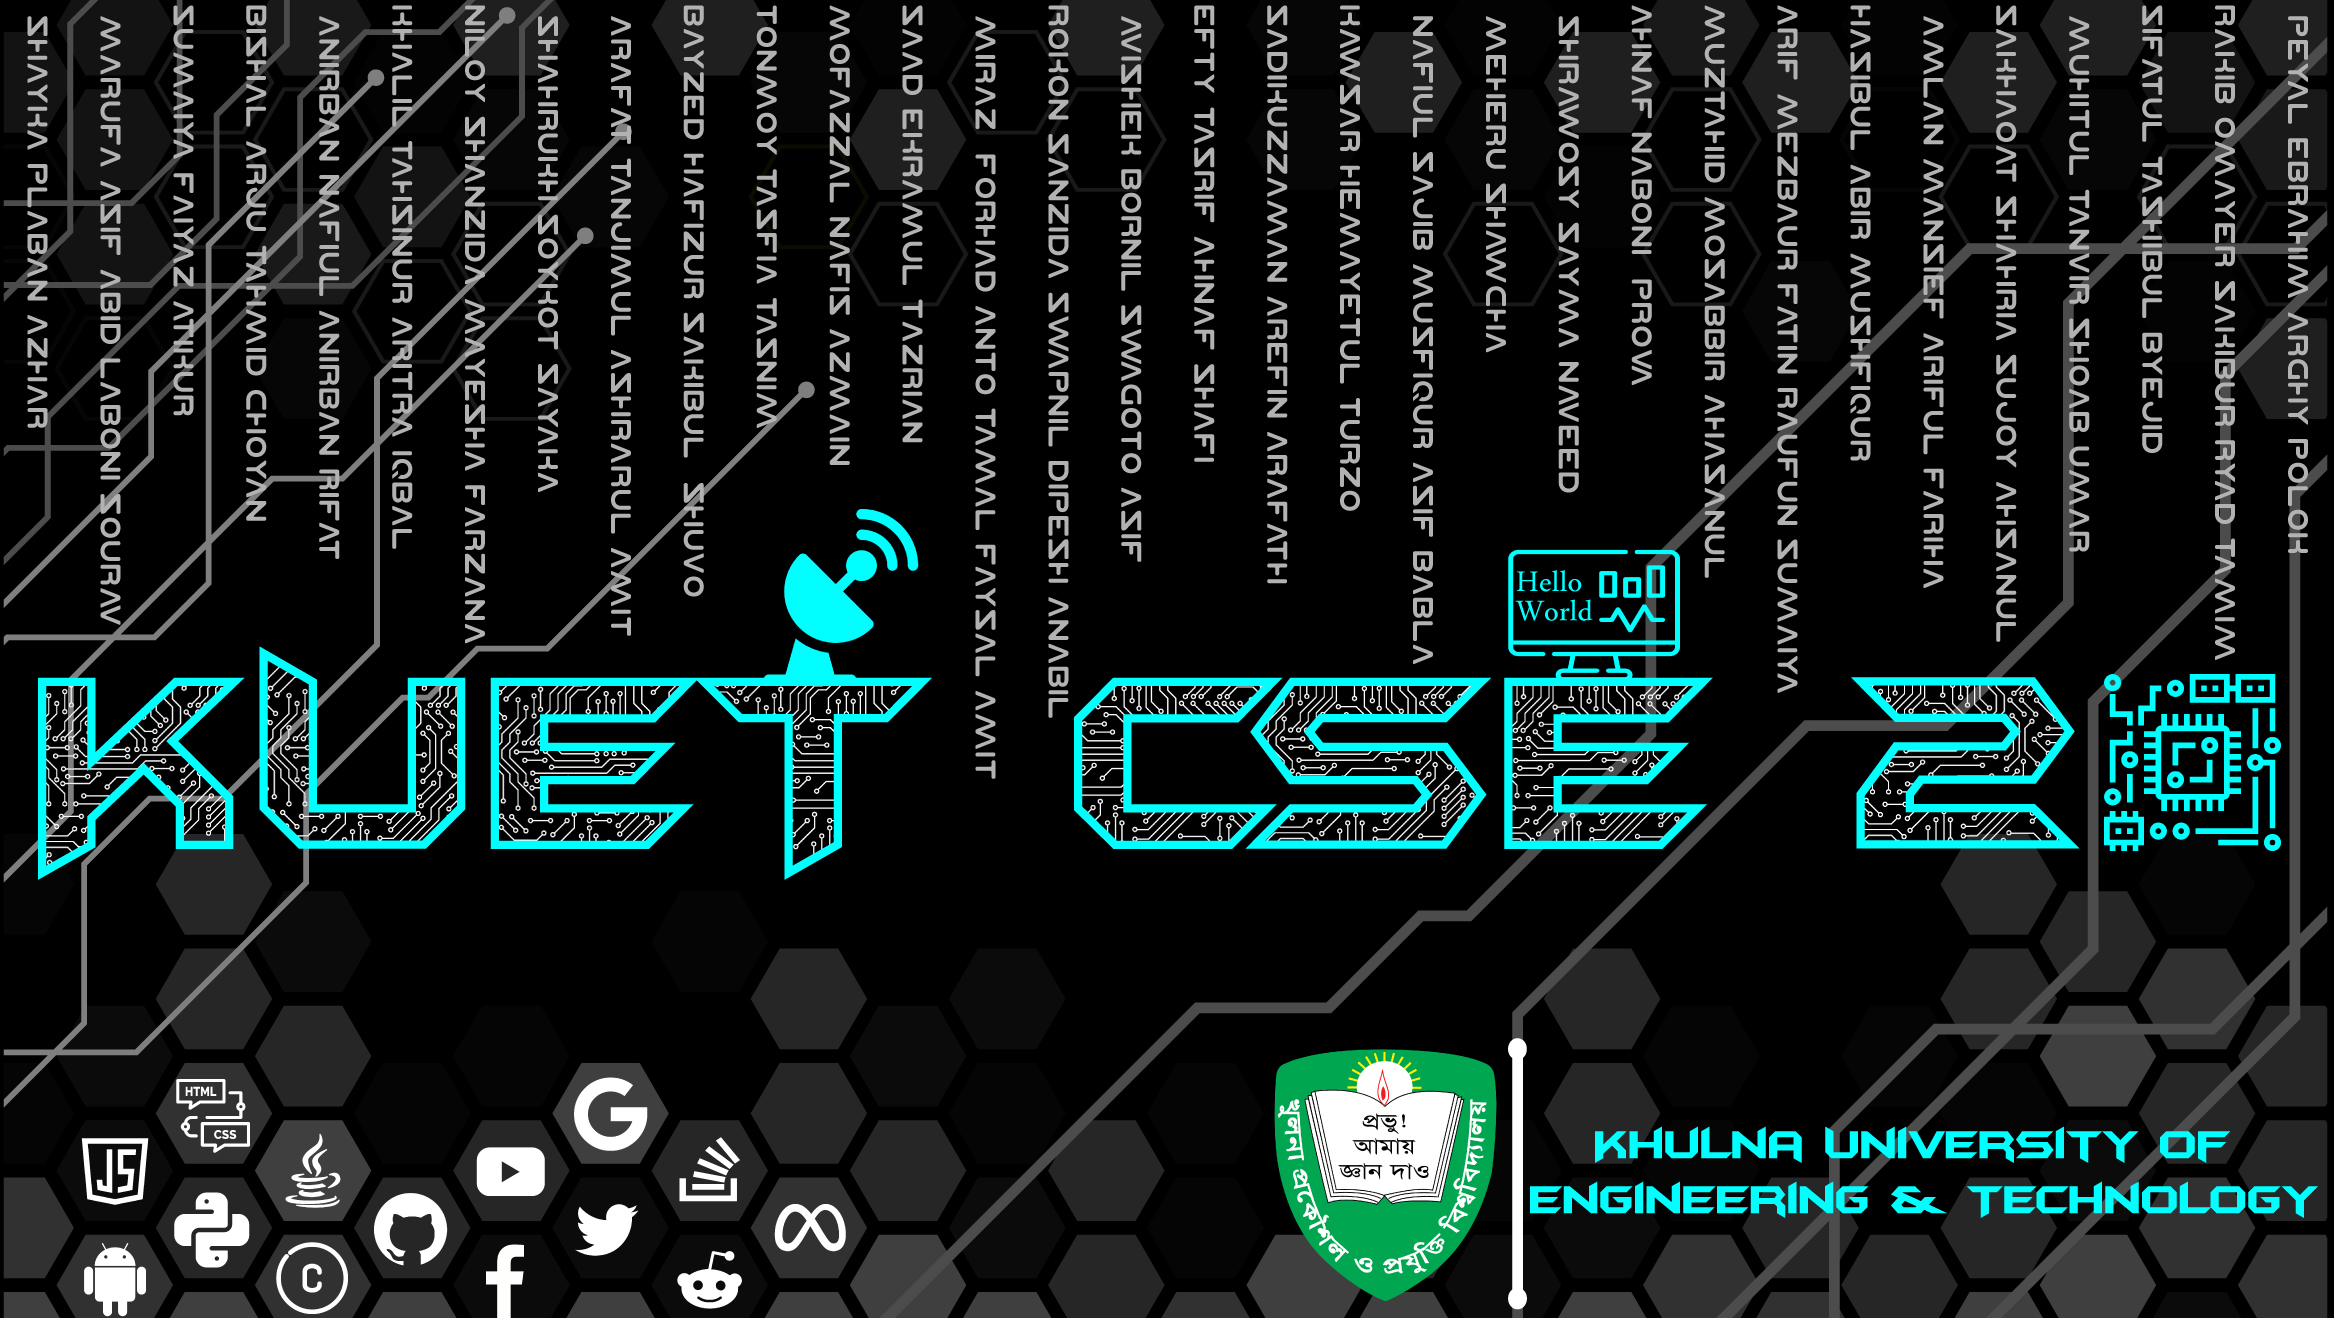 SHAYKA PLABAN AZHAR
MARUFA ASIF ABID LABONI SOURAV
SUMAIYA FAIYAZ ATIKUR
BISHAL ARJU TAHMID CHOYAN
ANIRBAN NAFIUL ANIRBAN RIFAT
KHALIL TAHSINUR ARITRA IQBAL
NILOY SHANZIDA MAYESHA FARZANA
SHAHRUKH SOYKOT SAYAKA
ARAFAT TANJIMUL ASHRARUL AMIT
BAYZED HAFIZUR SAKIBUL SHUVO
TONMOY TASFIA TASNIM
MOFAZZAL NAFIS AZMAIN
SAAD EKRAMUL TAZRIAN
MIRAZ FORHAD ANTO TAMAL FAYSAL AMIT
ROKON SANZIDA SWAPNIL DIPESH ANABIL
AVISHEK BORNIL SWAGOTO ASIF
EFTY TASRIF AHNAF SHAFI
SADIKUZZAMAN AREFIN ARAFATH
KAWSAR HEMAYETUL TURZO
NAFIUL SAJIB MUSFIQUR ASIF BABLA
MEHERU SHAWCHA
SHRAWOSY SAYMA NAVEED
AHNAF NABONI PROVA
MUZTAHID MOSABBIR AHASANUL
ARIF MEZBAUR FATIN RAUFUN SUMAIYA
HASIBUL ABIR MUSHFIQUR
AMLAN MANSIEF ARIFUL FARIHA
SAKHAOAT SHAHRIA SUJOY AHSANUL
MUHITUL TANVIR SHOAB UMAR
SIFATUL TASHIBUL BYEJID
RAKIB OMAYER SAKIBUR RYAD TAMIM
PEYAL EBRAHIM ARGHY POLOK
Hello
World
KUET CSE 2
HTML
CSS
JS
C
প্রভু!
আমায়
জ্ঞান দাও
খুলনা প্রকৌশল ও প্রযুক্তি বিশ্ববিদ্যালয়
KHULNA UNIVERSITY OF
ENGINEERING & TECHNOLOGY